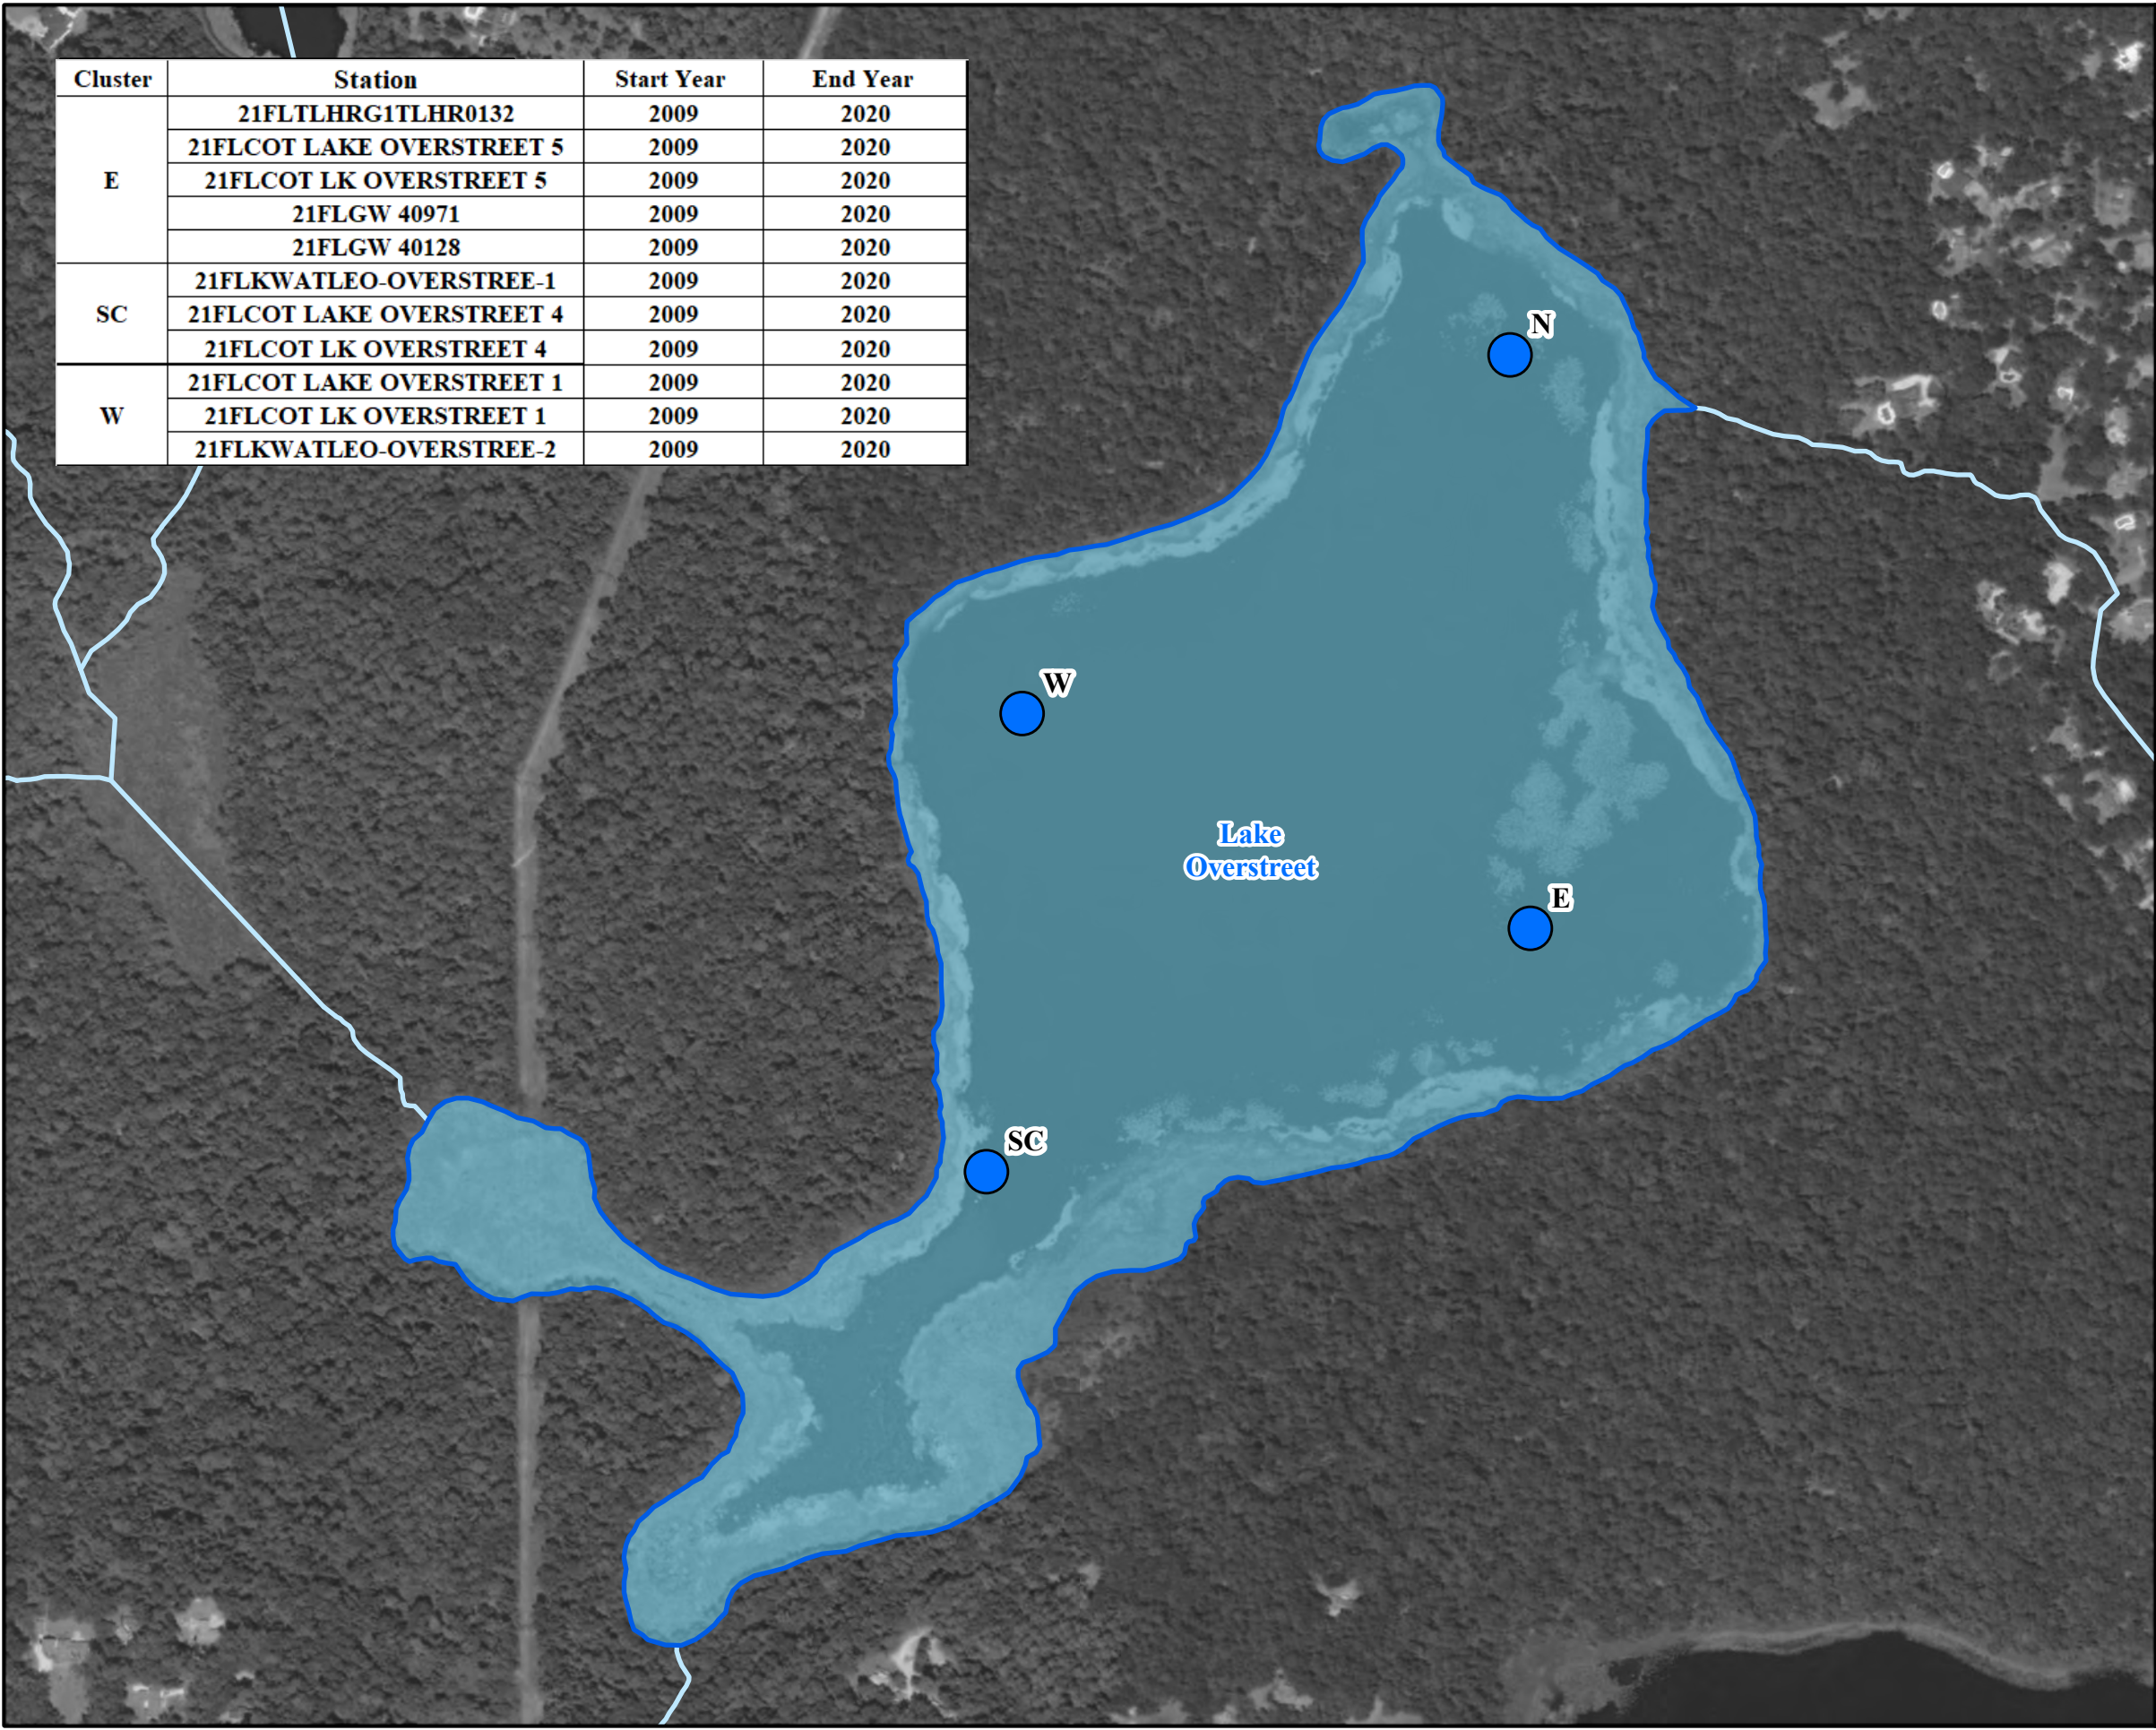 Cluster Station Start Year End Year
21FLTLHRG1TLHR0132 2009 2020
21FLCOT LAKE OVERSTREET 5 2009 2020
E 21FLCOT LK OVERSTREET 5 2009 2020
21FLGW 40971 2009 2020
21FLGW 40128 2009 2020
21FLKWATLEO-OVERSTREE-1 2009 2020
SC 21FLCOT LAKE OVERSTREET 4 2009 2020
21FLCOT LK OVERSTREET 4 2009 2020
21FLCOT LAKE OVERSTREET 1 2009 2020
W 21FLCOT LK OVERSTREET 1 2009 2020
21FLKWATLEO-OVERSTREE-2 2009 2020
N
W
Lake
Overstreet
E
SC